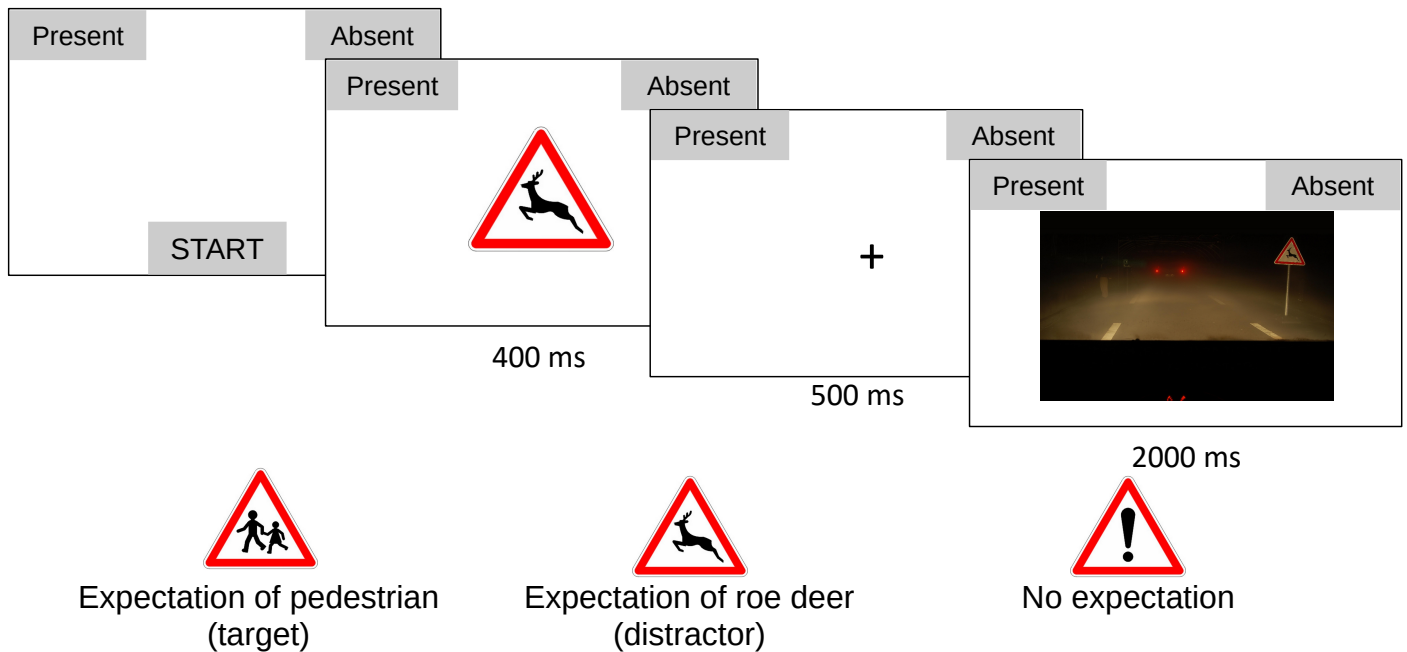 Present Absent
START
Present Absent
400 ms
Present Absent
+
500 ms
Present Absent
2000 ms
Expectation of pedestrian
(target)
Expectation of roe deer
(distractor)
!
No expectation